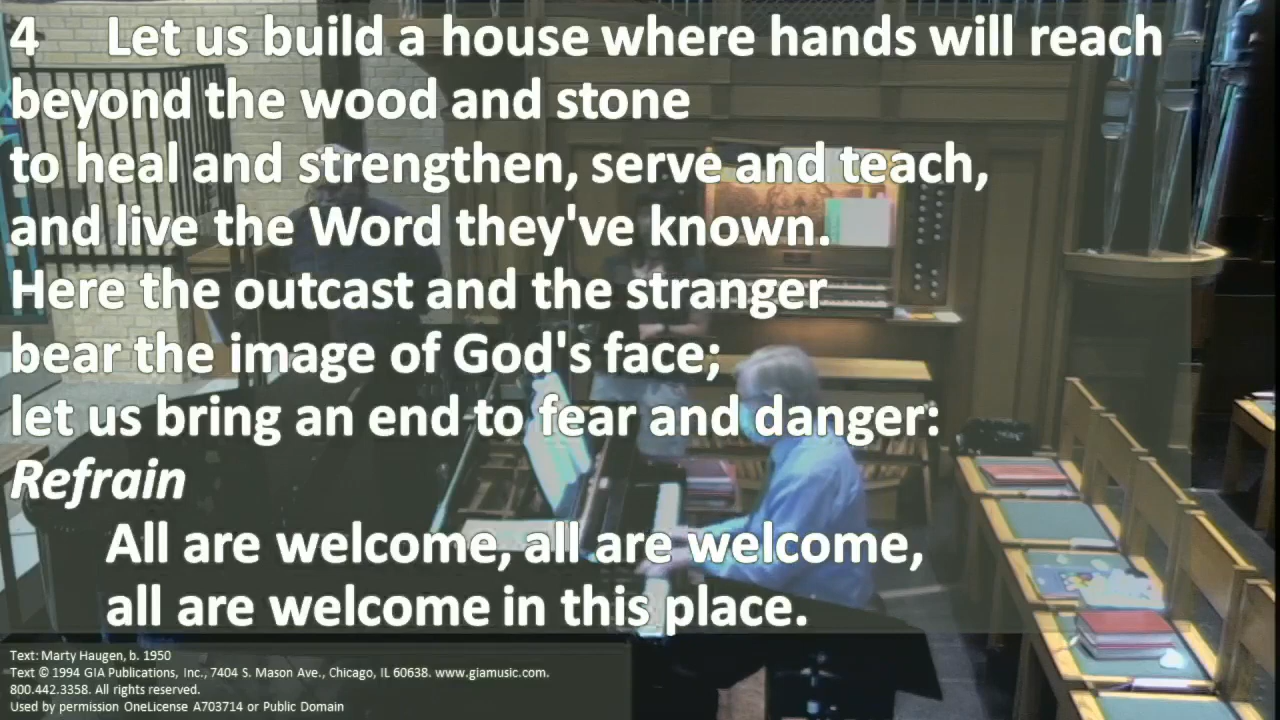 4 Let us build a house where hands will reach
beyond the wood and stone
to heal and strengthen, serve and teach,
and live the Word they've known.
Here the outcast and the stranger
bear the image of God's face;
let us bring an end to fear and danger:
Refrain
All are welcome, all are welcome,
all are welcome in this place.
Text: Marty Haugen, b. 1950
Text © 1994 GIA Publications, Inc., 7404 S. Mason Ave., Chicago, IL 60638. www.giamusic.com.
800.442.3358. All rights reserved.
Used by permission OneLicense A703714 or Public Domain